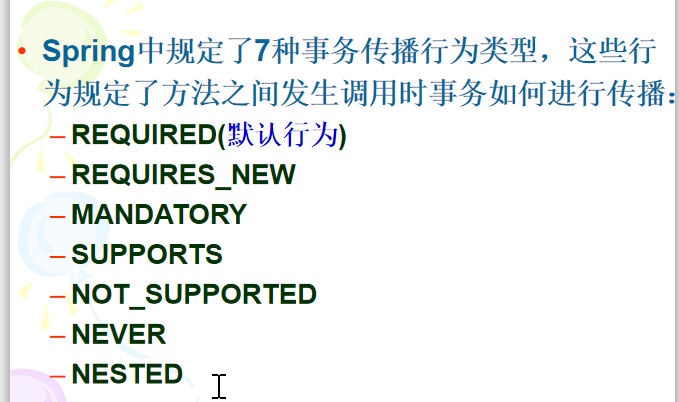 • Spring中规定了7种事务传播行为类型，这些行
为规定了方法之间发生调用时事务如何进行传播：
– REQUIRED(默认行为)
– REQUIRES_NEW
– MANDATORY
– SUPPORTS
– NOT_SUPPORTED
– NEVER
– NESTED